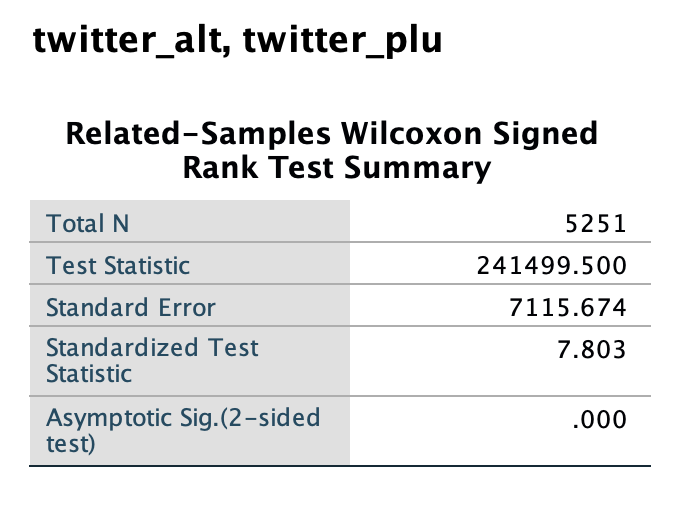 twitter_alt, twitter_plu
Related-Samples Wilcoxon Signed
Rank Test Summary
Total N 5251
Test Statistic 241499.500
Standard Error 7115.674
Standardized Test
Statistic 7.803
Asymptotic Sig.(2-sided
test) .000